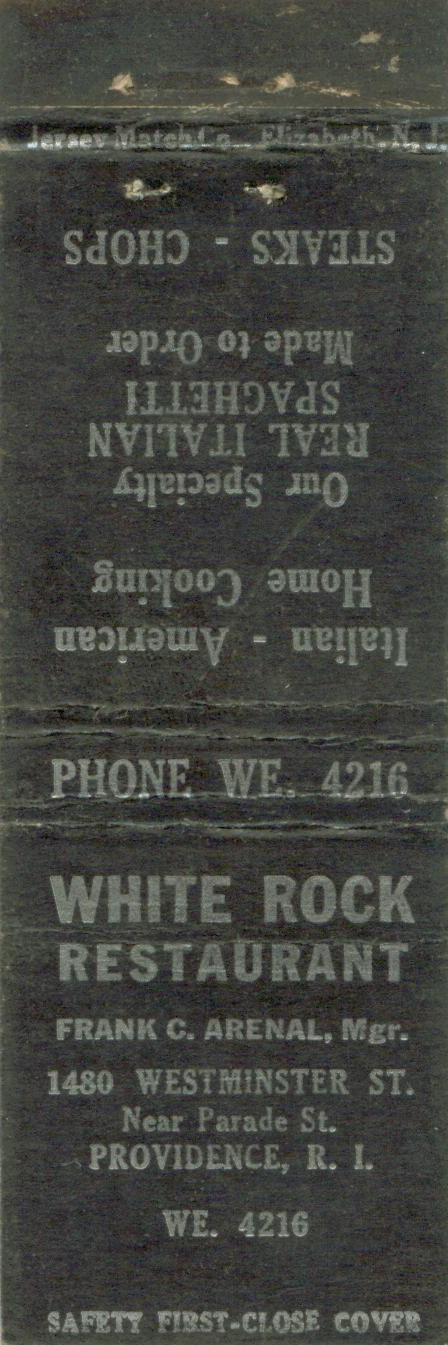 Jersey Match Co. Elizabeth, N. J.
Italian - American
Home Cooking
Our Specialty
REAL ITALIAN
SPAGHETTI
Made to Order
STEAKS - CHOPS
PHONE WE. 4216
WHITE ROCK
RESTAURANT
FRANK C. ARENAL, Mgr.
1480 WESTMINSTER ST.
Near Parade St.
PROVIDENCE, R. I.
WE. 4216
SAFETY FIRST-CLOSE COVER